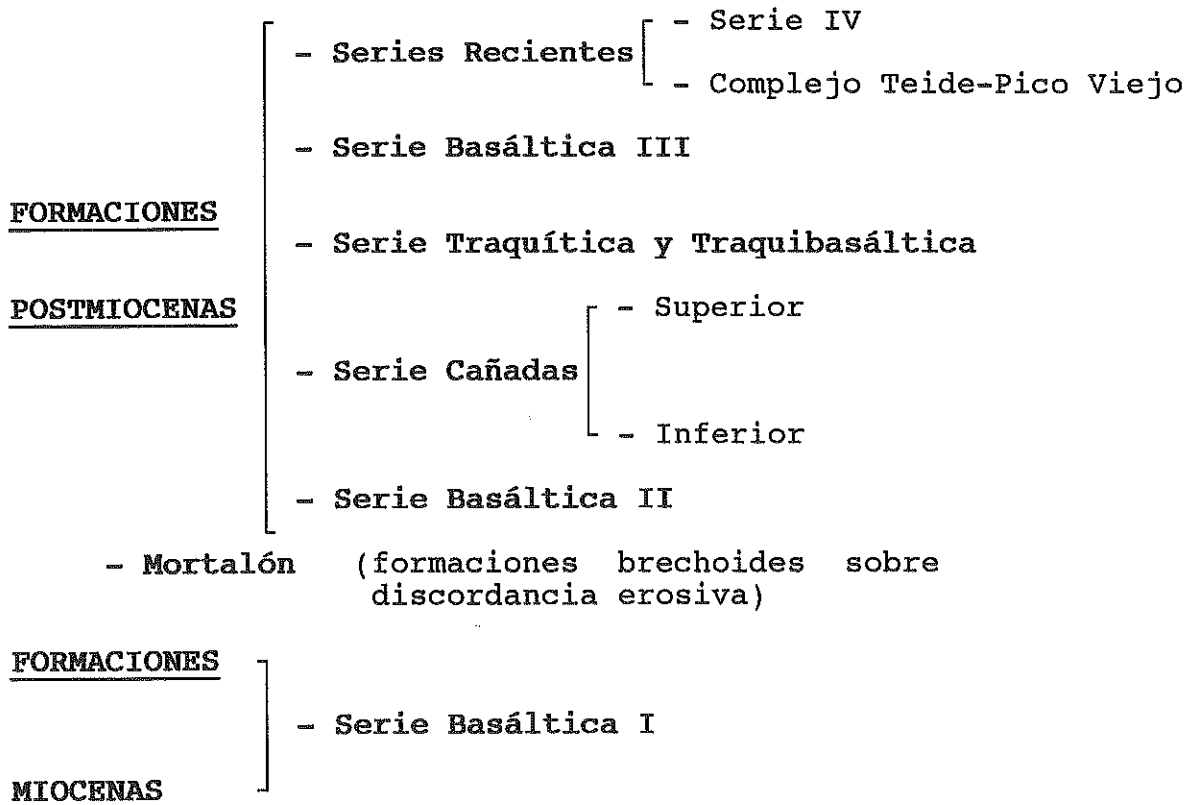 - Serie IV
- Series Recientes
- Complejo Teide-Pico Viejo
- Serie Basáltica III
FORMACIONES
- Serie Traquítica y Traquibasáltica
POSTMIOCENAS
- Superior
- Serie Cañadas
- Inferior
- Serie Basáltica II
- Mortalón (formaciones brechoides sobre
discordancia erosiva)
FORMACIONES
- Serie Basáltica I
MIOCENAS